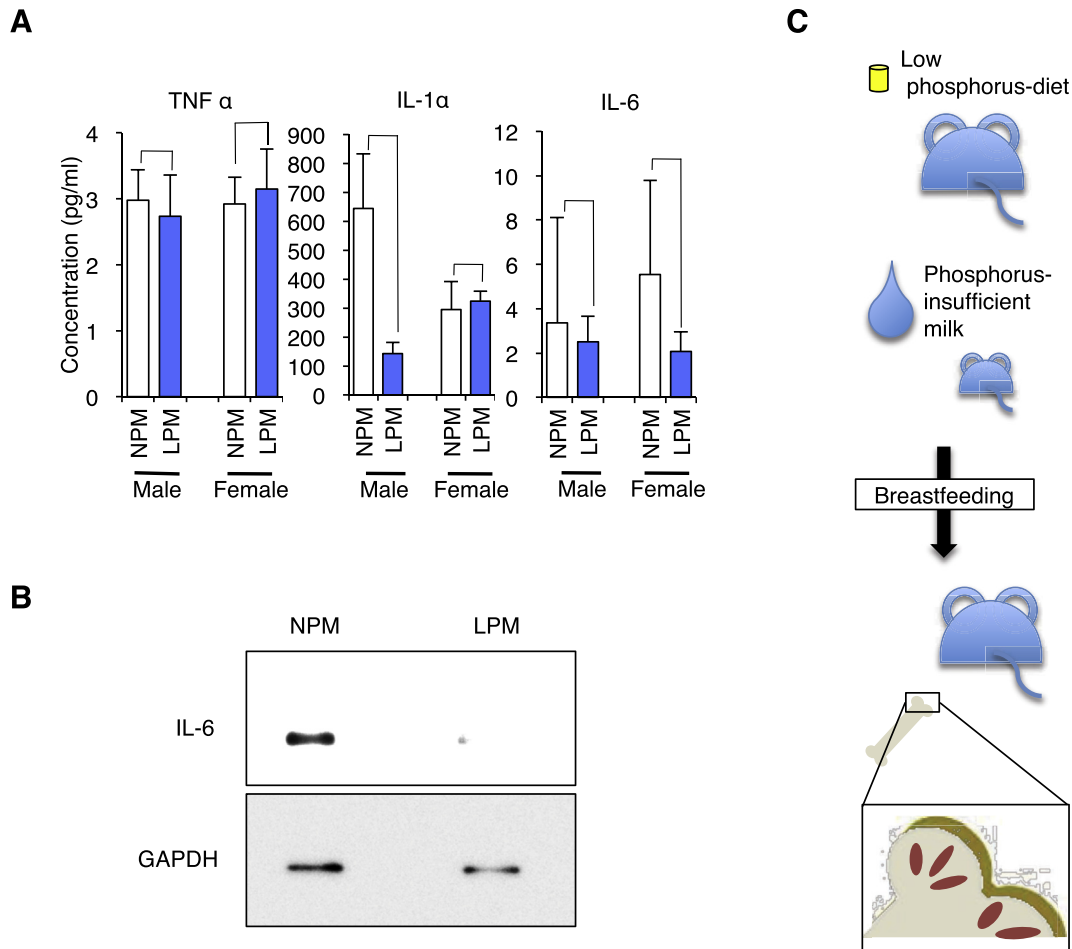 A
TNF α
IL-1α
IL-6
Concentration (pg/ml)
4
3
2
1
0
900
800
700
600
500
400
300
200
100
0
12
10
8
6
4
2
0
NPM
LPM
NPM
LPM
NPM
LPM
NPM
LPM
NPM
LPM
NPM
LPM
Male
Female
Male
Female
Male
Female
B
NPM
LPM
IL-6
GAPDH
C
Low
phosphorus-diet
Phosphorus-
insufficient
milk
Breastfeeding